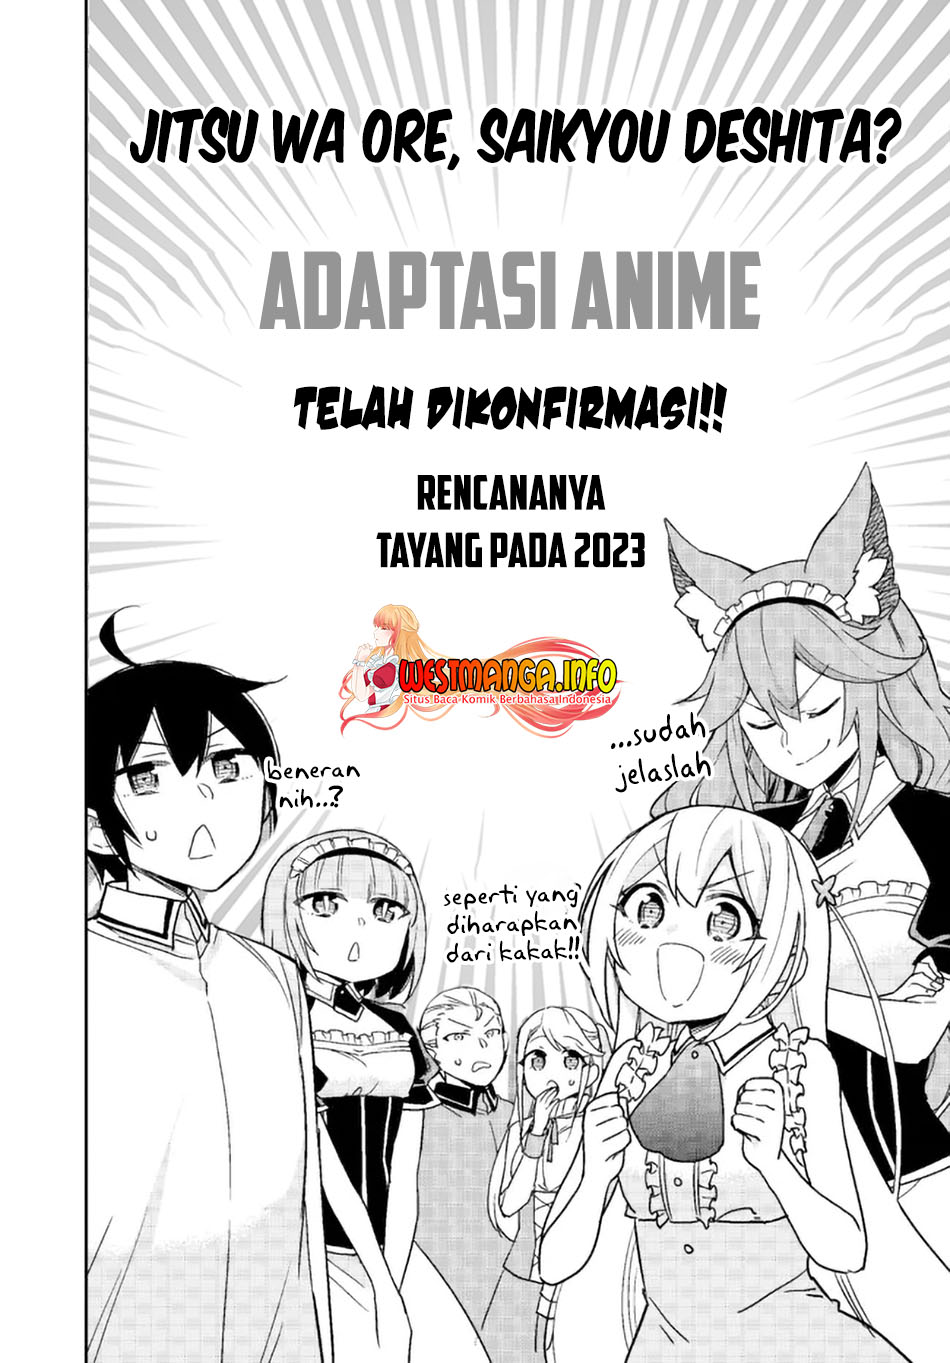 JITSU WA ORE, SAIKYOU DESHITA?
ADAPTASI ANIME
TELAH DIKONFIRMASI!!
RENCANANYA
TAYANG PADA 2023
WESTMANGA.INFO
Situs Baca Komik Berbahasa Indonesia
...sudah
jelaslah
beneran
nih...?
seperti yang
diharapkan
dari kakak!!